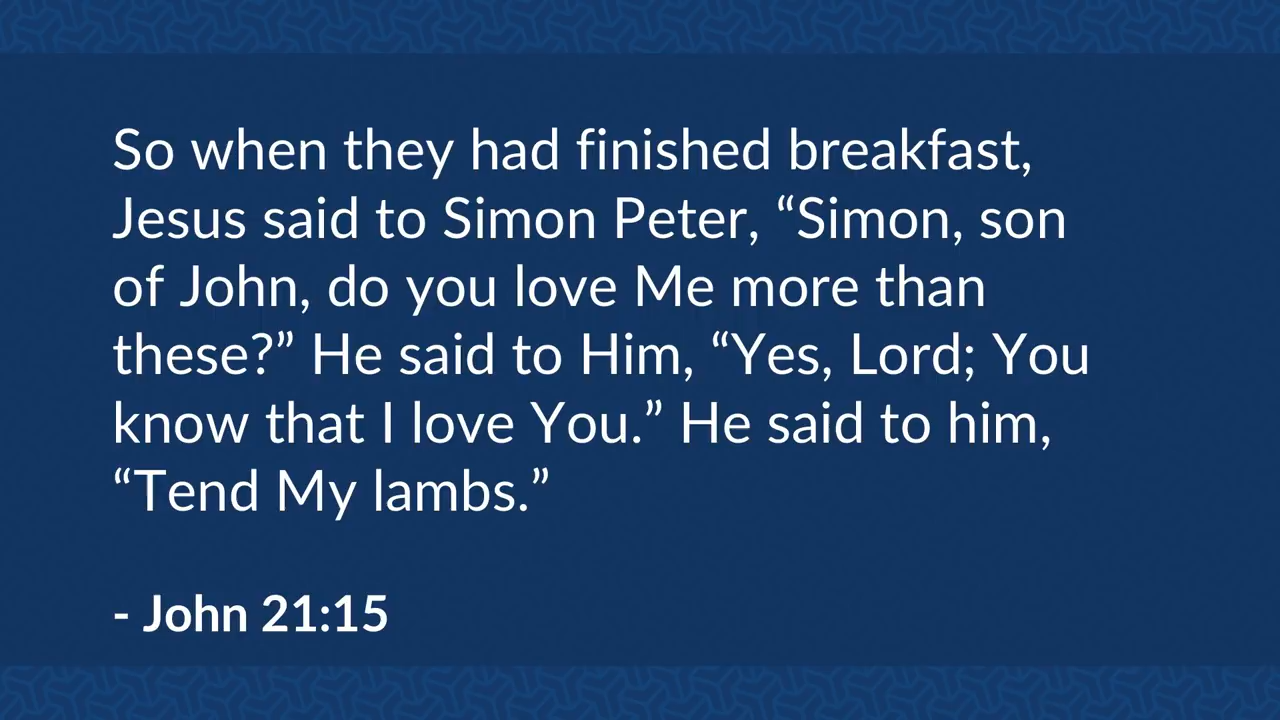 So when they had finished breakfast,
Jesus said to Simon Peter, “Simon, son
of John, do you love Me more than
these?” He said to Him, “Yes, Lord; You
know that I love You.” He said to him,
“Tend My lambs.”
- John 21:15